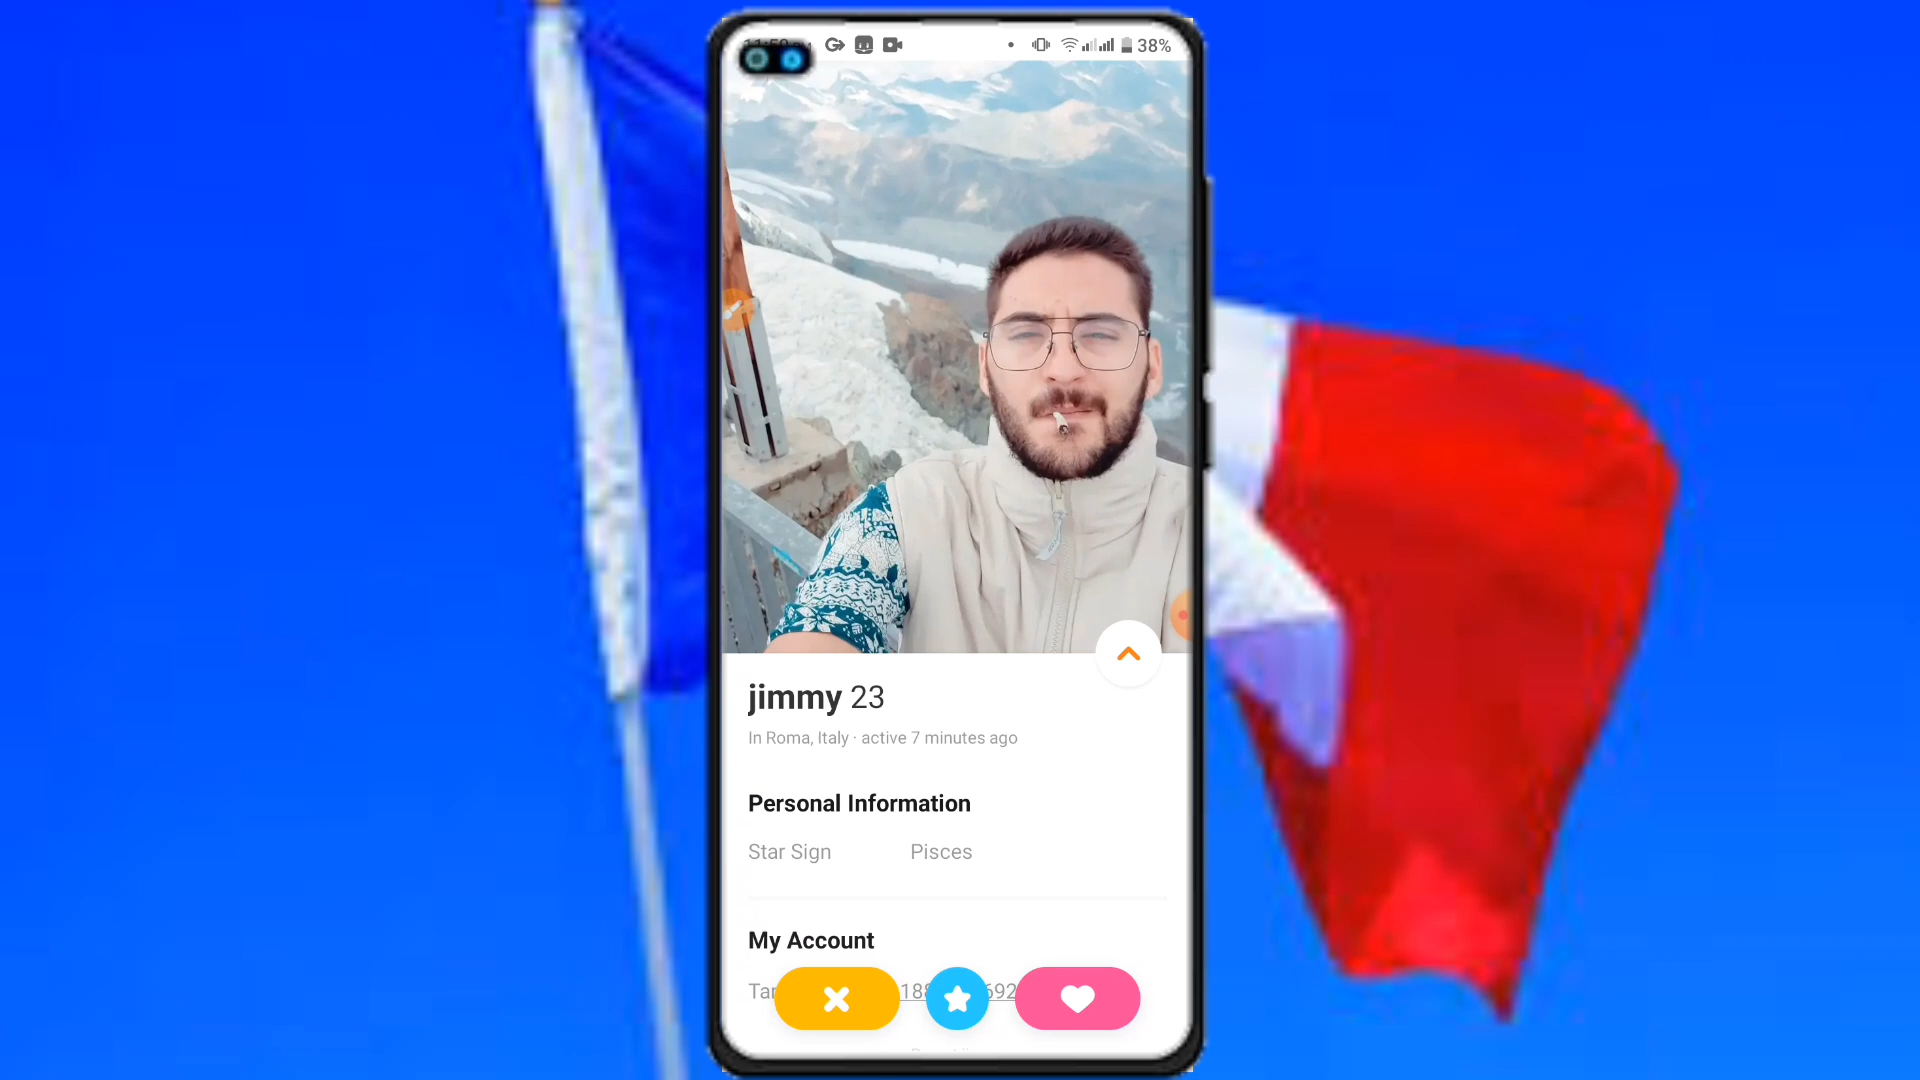 38%
jimmy 23
In Roma, Italy · active 7 minutes ago
Personal Information
Star Sign Pisces
My Account